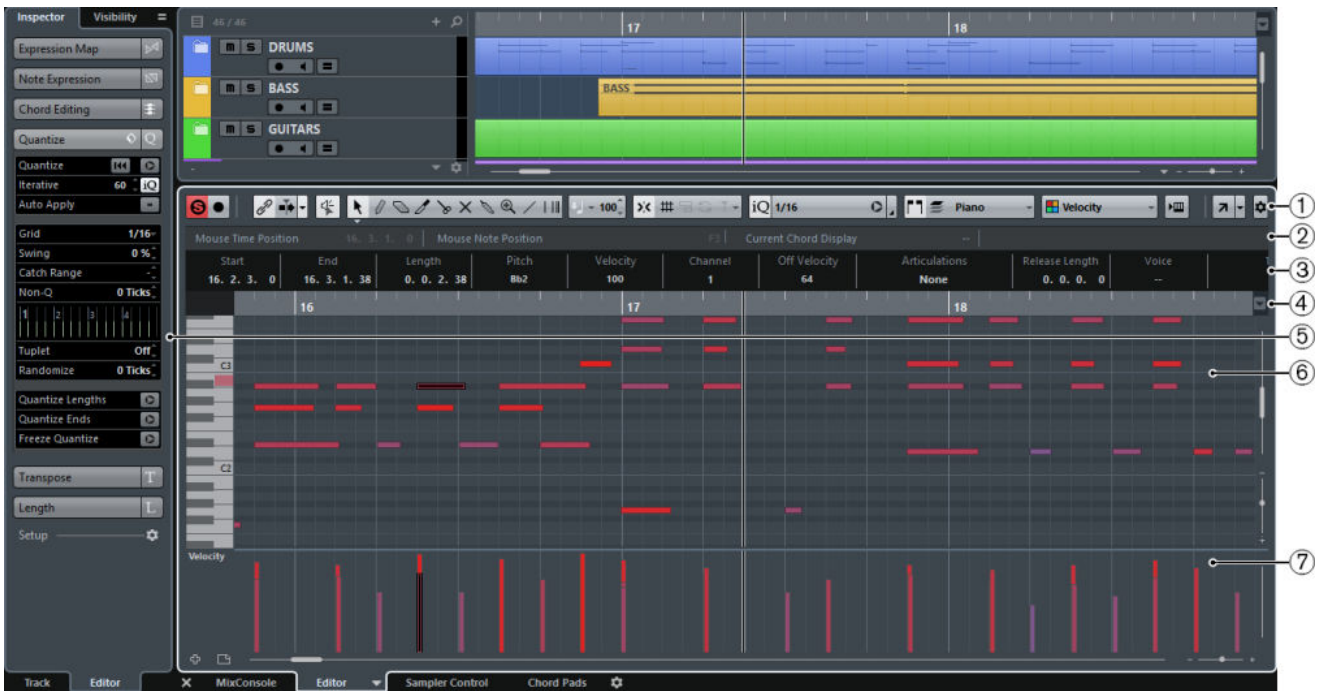 Inspector Visibility
Expression Map
Note Expression
Chord Editing
Quantize Q
Quantize
Iterative 60 iQ
Auto Apply
Grid 1/16
Swing 0 %
Catch Range -
Non-Q 0 Ticks
1 2 3 4
Tuplet Off
Randomize 0 Ticks
Quantize Lengths
Quantize Ends
Freeze Quantize
Transpose T
Length L
Setup
Track Editor
46 / 46
17 18
m S DRUMS
m S BASS
BASS
m S GUITARS
S 100 iQ 1/16 Piano Velocity 1
Mouse Time Position 16. 3. 1. 0 Mouse Note Position F3 Current Chord Display -- 2
Start End Length Pitch Velocity Channel Off Velocity Articulations Release Length Voice
16. 2. 3. 0 16. 3. 1. 38 0. 0. 2. 38 Bb2 100 1 64 None 0. 0. 0. 0 -- 3
16 17 18 4
5
C3 6
C2
Velocity 7
X MixConsole Editor Sampler Control Chord Pads